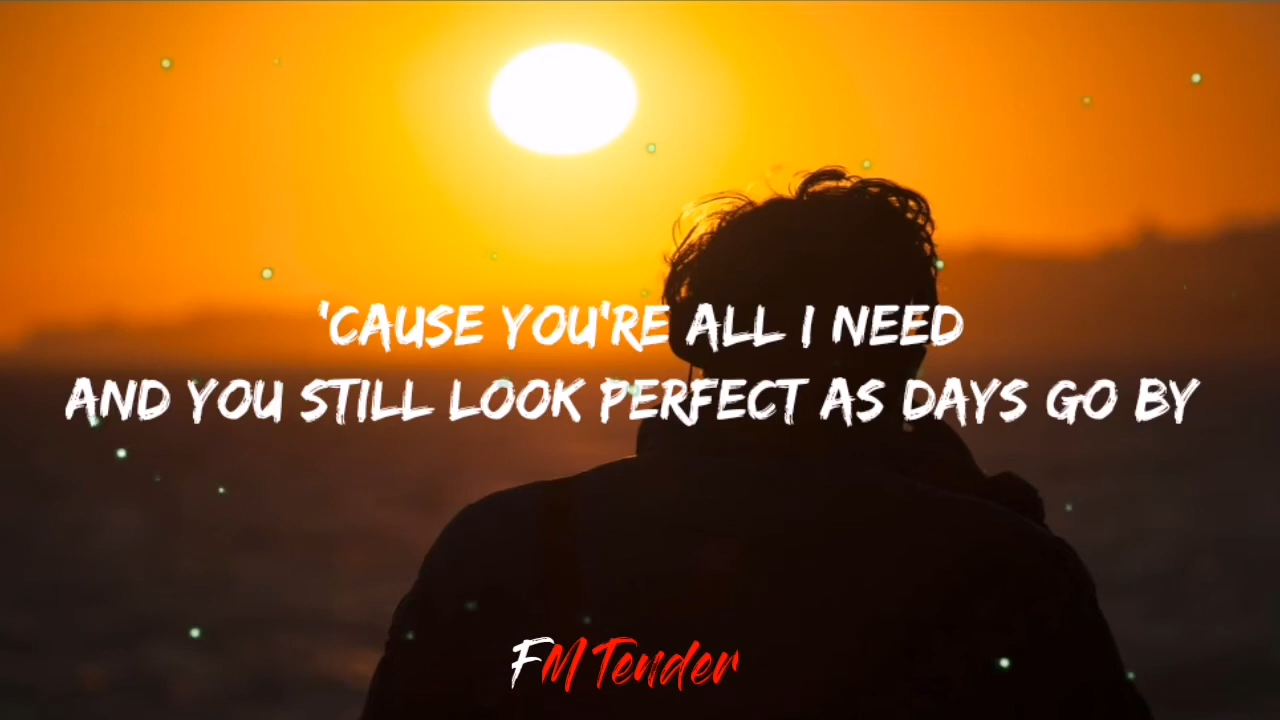 'CAUSE YOU'RE ALL I NEED
AND YOU STILL LOOK PERFECT AS DAYS GO BY
FM Tender